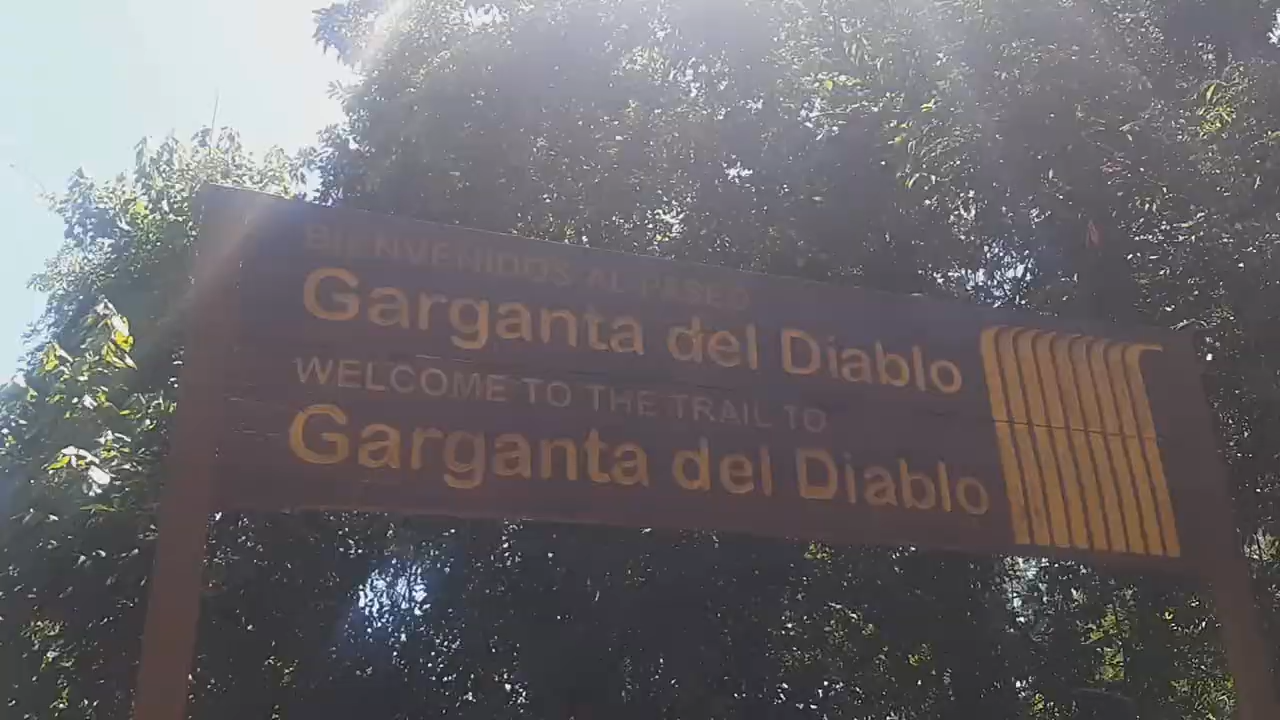 BIENVENIDOS AL PASEO
Garganta del Diablo
WELCOME TO THE TRAIL TO
Garganta del Diablo